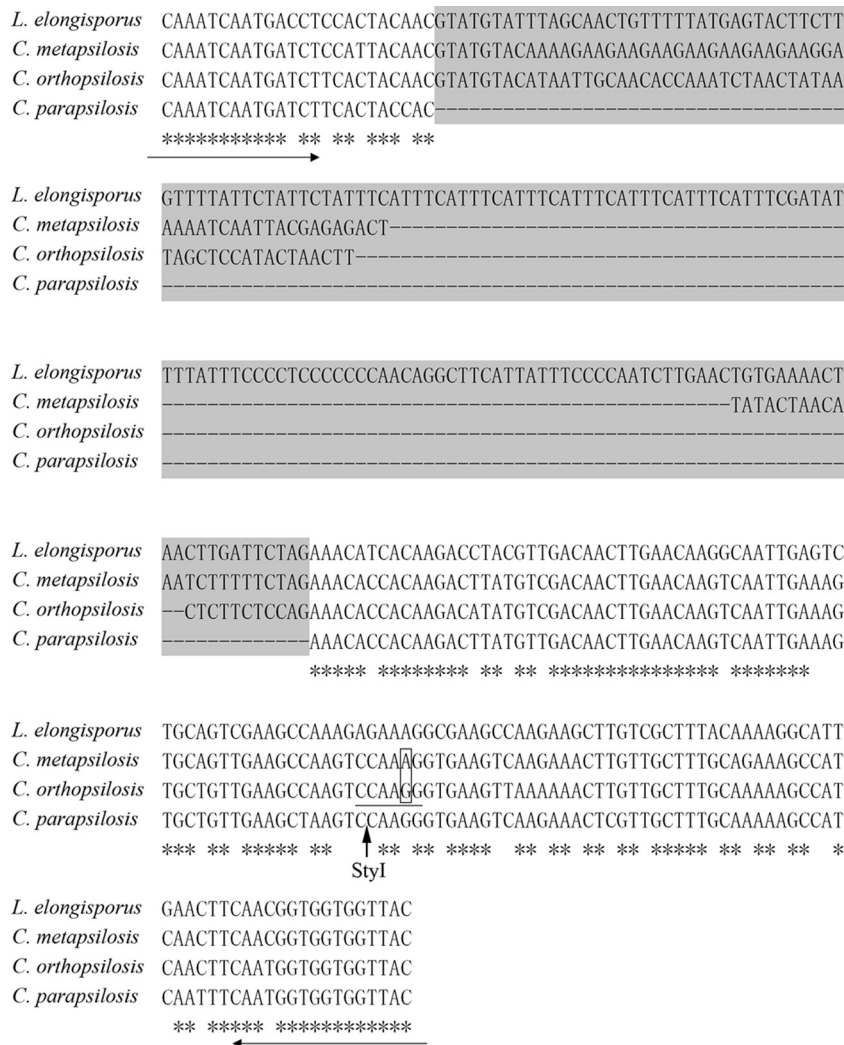 L. elongisporus CAAATCAATGACCTCCACTACAACGTATGTATTTAGCAACTGTTTTTATGAGTACTTCTT
C. metapsilosis CAAATCAATGATCTCCATTACAACGTATGTACAAAAGAAGAAGAAGAAGAAGAAGAAGGA
C. orthopsilosis CAAATCAATGATCTTCACTACAACGTATGTACATAATTGCAACACCAAATCTAACTATAA
C. parapsilosis CAAATCAATGATCTTCACTACCAC------------------------------------
*********** ** ** *** **
L. elongisporus GTTTTATTCTATTCTATTTCATTTCATTTCATTTCATTTCATTTCATTTCATTTCGATAT
C. metapsilosis AAAATCAATTACGAGAGACT----------------------------------------
C. orthopsilosis TAGCTCCATACTAACTT-------------------------------------------
C. parapsilosis ------------------------------------------------------------
L. elongisporus TTTATTTCCCCTCCCCCCCCAACAGGCTTCATTATTTCCCCAATCTTGAACTGTGAAAACT
C. metapsilosis --------------------------------------------------TATACTAACA
C. orthopsilosis ------------------------------------------------------------
C. parapsilosis ------------------------------------------------------------
L. elongisporus AACTTGATTCTAGAAACATCACAAGACCTACGTTGACAACTTGAACAAGGCAATTGAGTC
C. metapsilosis AATCTTTTTCTAGAAACACCACAAGACTTATGTCGACAACTTGAACAAGTCAATTGAAAG
C. orthopsilosis --CTCTTCTCCAGAAACACCACAAGACATATGTCGACAACTTGAACAAGTCAATTGAAAG
C. parapsilosis -------------AAACACCACAAGACTTATGTTGACAACTTGAACAAGTCAATTGAAAG
***** ******** ** ** *************** *******
L. elongisporus TGCAGTCGAAGCCAAAGAGAAAGGCGAAGCCAAGAAGCTTGTCGCTTTACAAAAGGCATT
C. metapsilosis TGCAGTTGAAGCCAAGTCCAAAGGTGAAGTCAAGAAACTTGTTGCTTTGCAGAAAGCCAT
C. orthopsilosis TGCTGTTGAAGCCAAGTCCAAGGGTGAAGTTAAAAAACTTGTTGCTTTGCAAAAAGCCAT
C. parapsilosis TGCTGTTGAAGCTAAGTCCAAGGGTGAAGTCAAGAAACTCGTTGCTTTGCAAAAAGCCAT
*** ** ***** **    ** ** ****  ** ** ** ** ***** ** ** **  *
StyI
L. elongisporus GAACTTCAACGGTGGTGGTTAC
C. metapsilosis CAACTTCAACGGTGGTGGTTAC
C. orthopsilosis CAACTTCAATGGTGGTGGTTAC
C. parapsilosis CAATTTCAATGGTGGTGGTTAC
** ***** ************